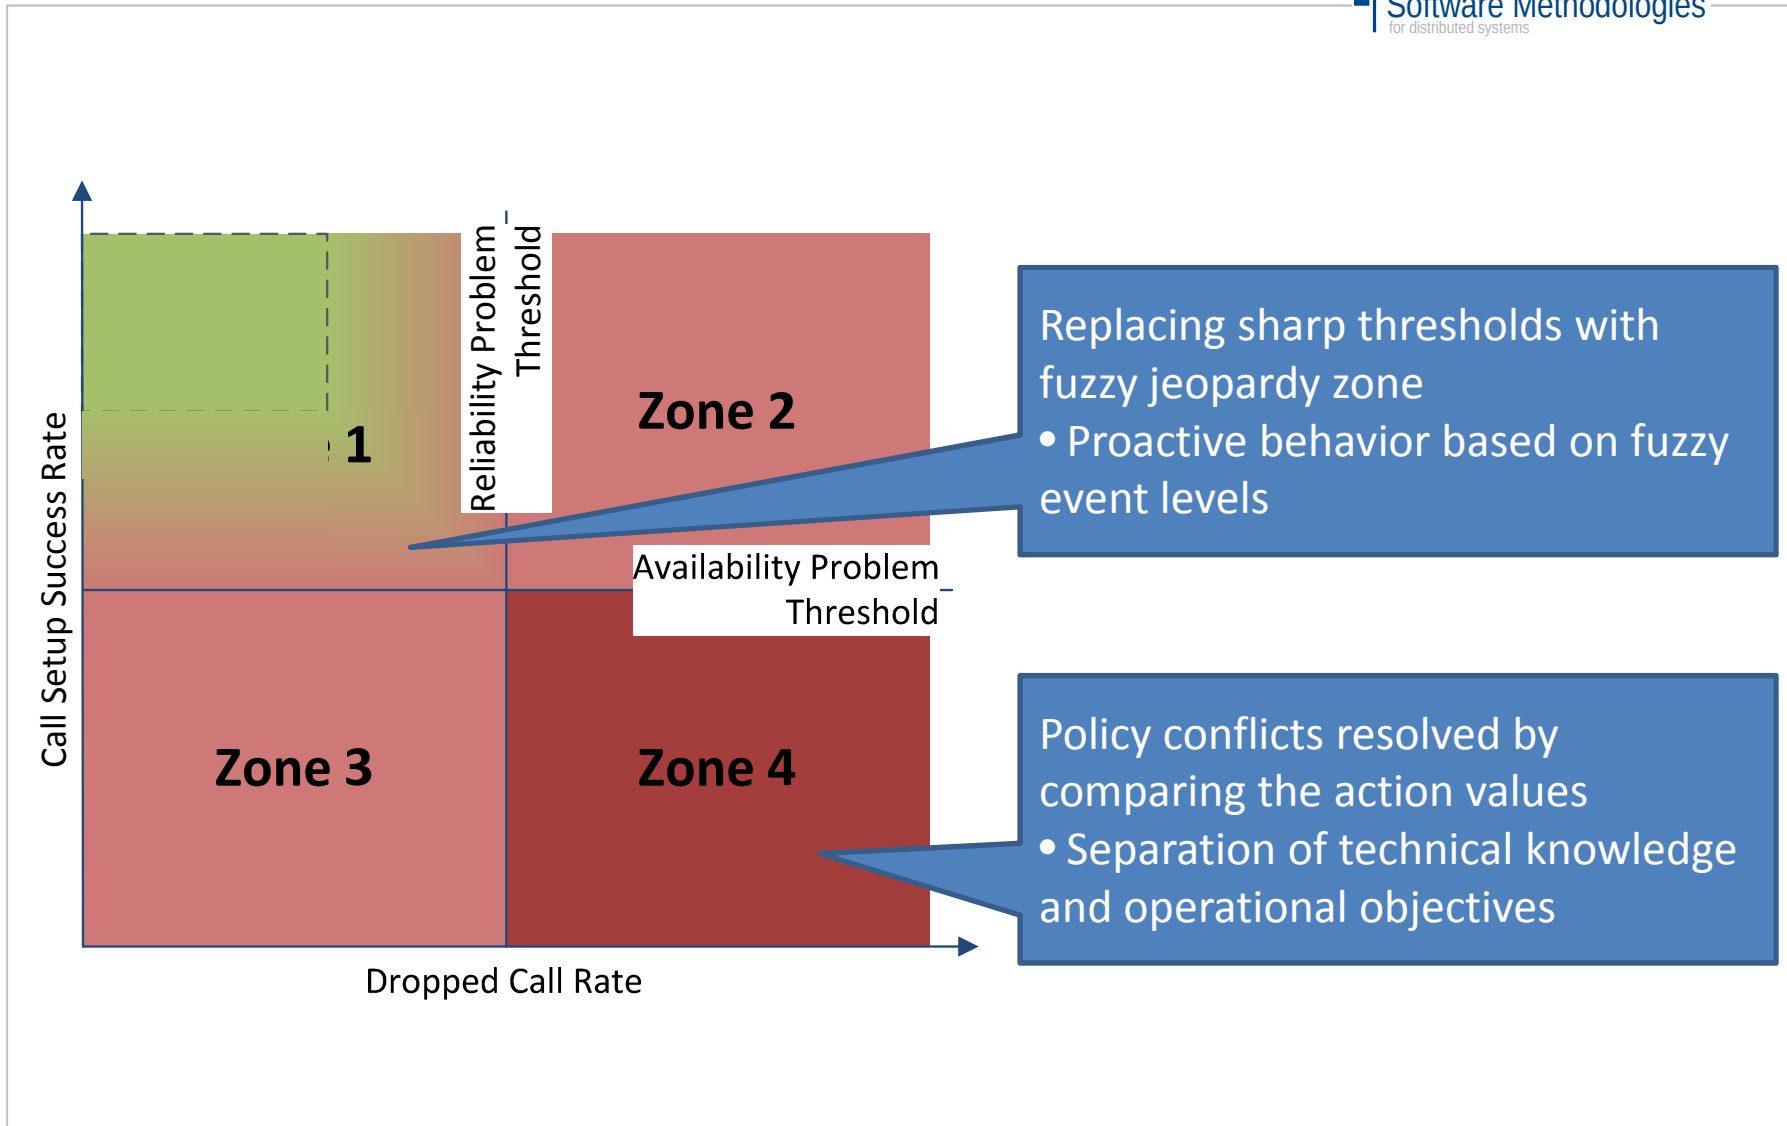 Software Methodologies
for distributed systems
Call Setup Success Rate
Reliability Problem
Threshold
1
Zone 2
Availability Problem
Threshold
Zone 3
Zone 4
Dropped Call Rate
Replacing sharp thresholds with
fuzzy jeopardy zone
• Proactive behavior based on fuzzy
event levels
Policy conflicts resolved by
comparing the action values
• Separation of technical knowledge
and operational objectives